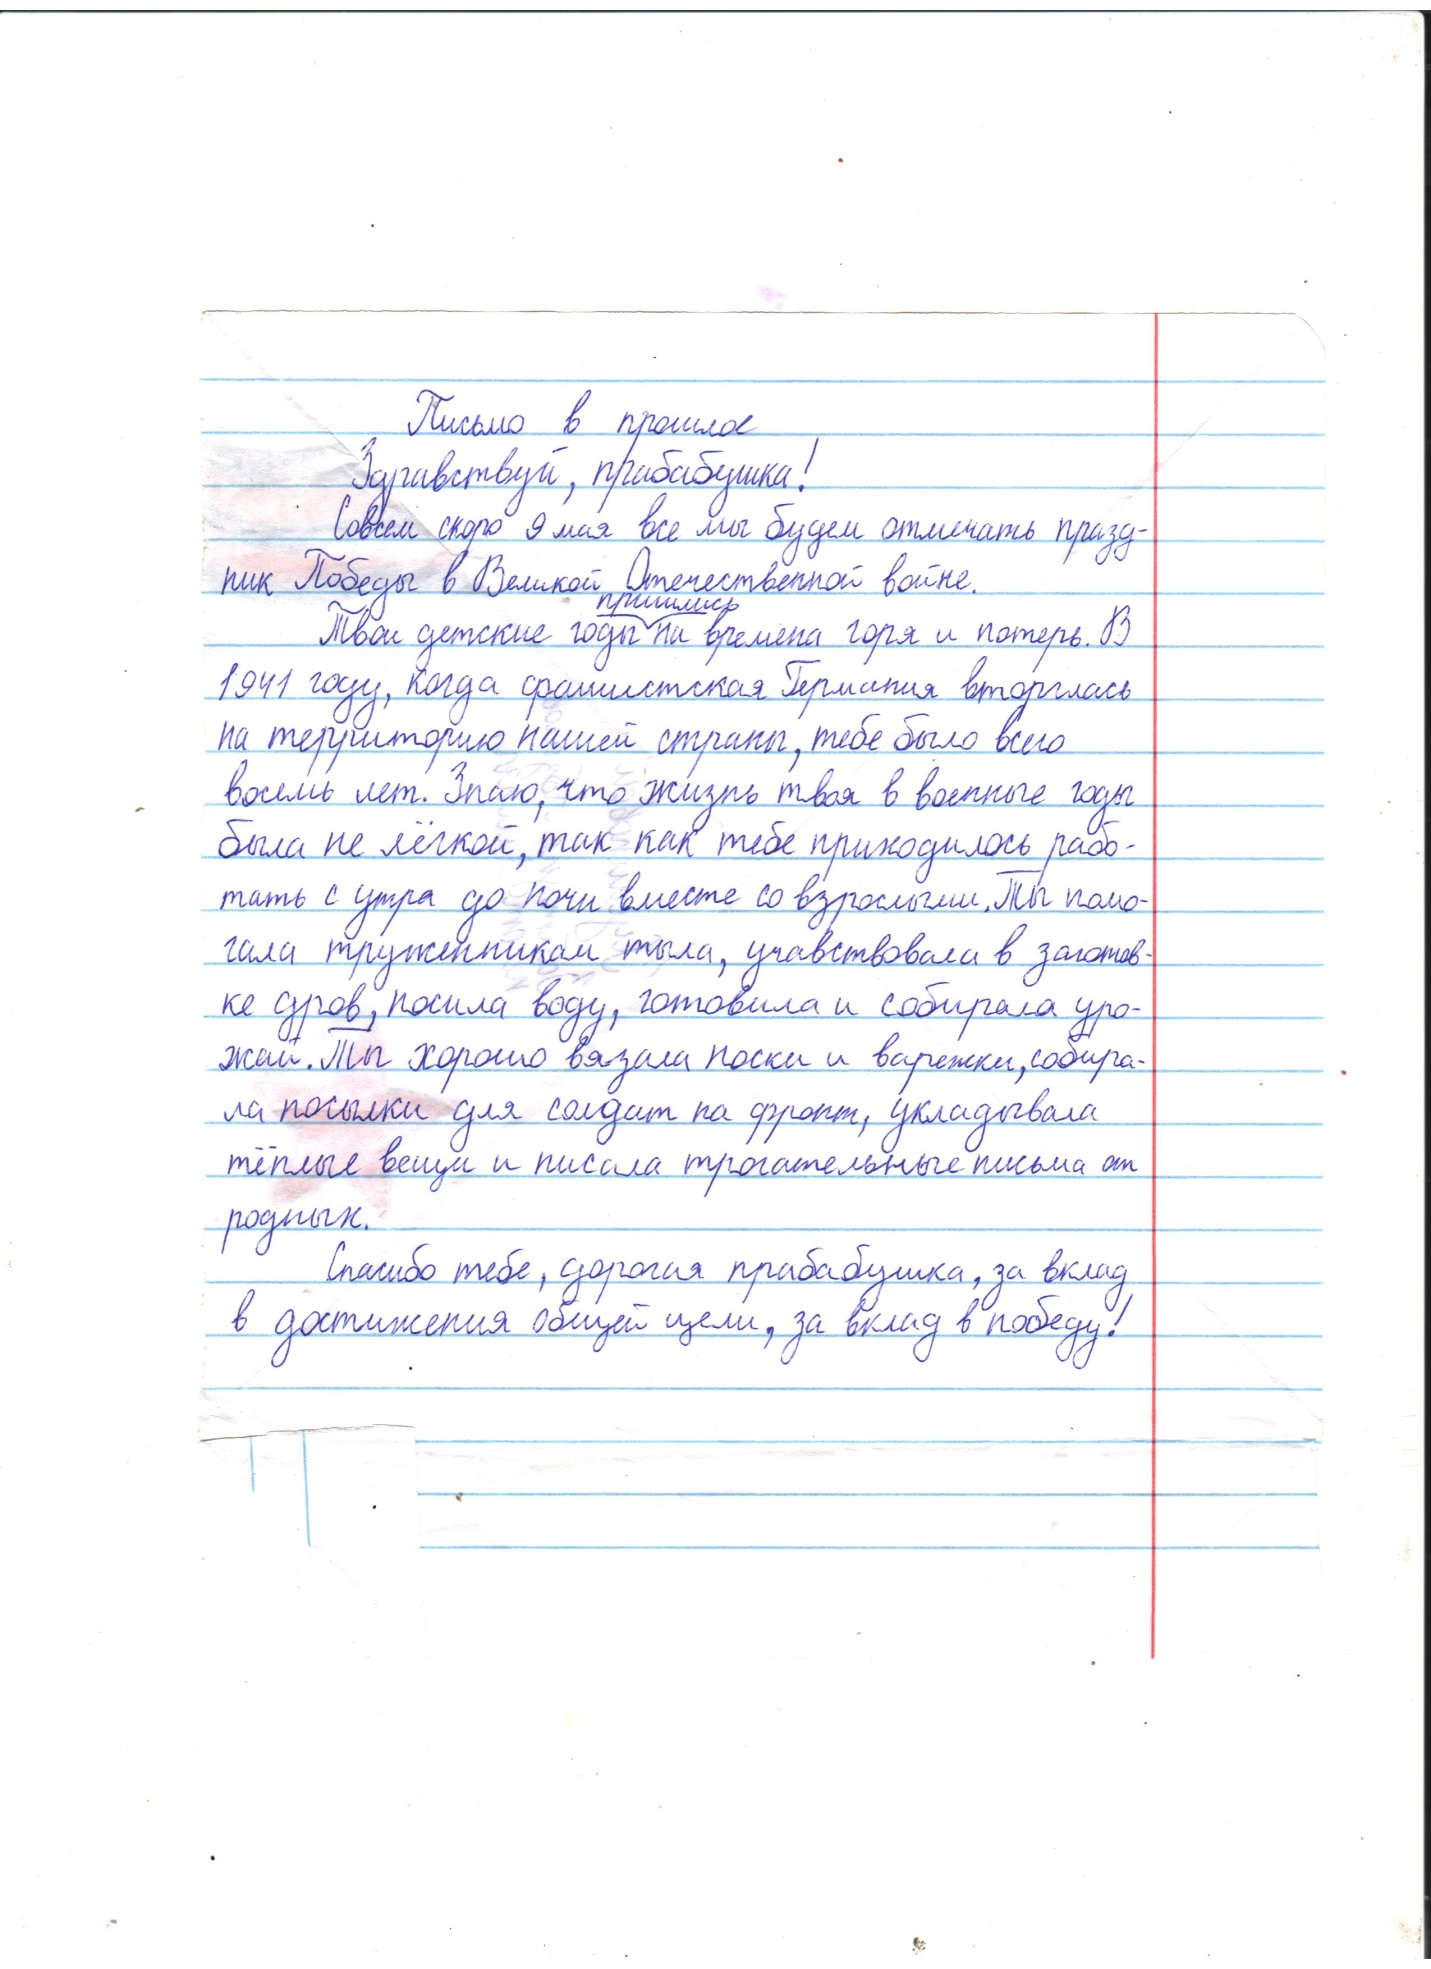 Письмо в прошлое
Здравствуй, прабабушка!
Совсем скоро 9 мая все мы будем отмечать празд-
ник Победы в Великой Отечественной войне.
пришлись
Твои детские годы на времена горя и потерь. В
1941 году, когда фашистская Германия вторглась
на территорию нашей страны, тебе было всего
восемь лет. Знаю, что жизнь твоя в военные годы
была не лёгкой, так как тебе приходилось рабо-
тать с утра до ночи вместе со взрослыми. Ты помо-
гала труженникам тыла, учавствовала в заготов-
ке дров, носила воду, готовила и собирала уро-
жай. Ты хорошо вязала носки и варежки, собира-
ла посылки для солдат на фронт, укладывала
тёплые вещи и писала трогательные письма от
родных.
Спасибо тебе, дорогая прабабушка, за вклад
в достижения общей цели, за вклад в победу!